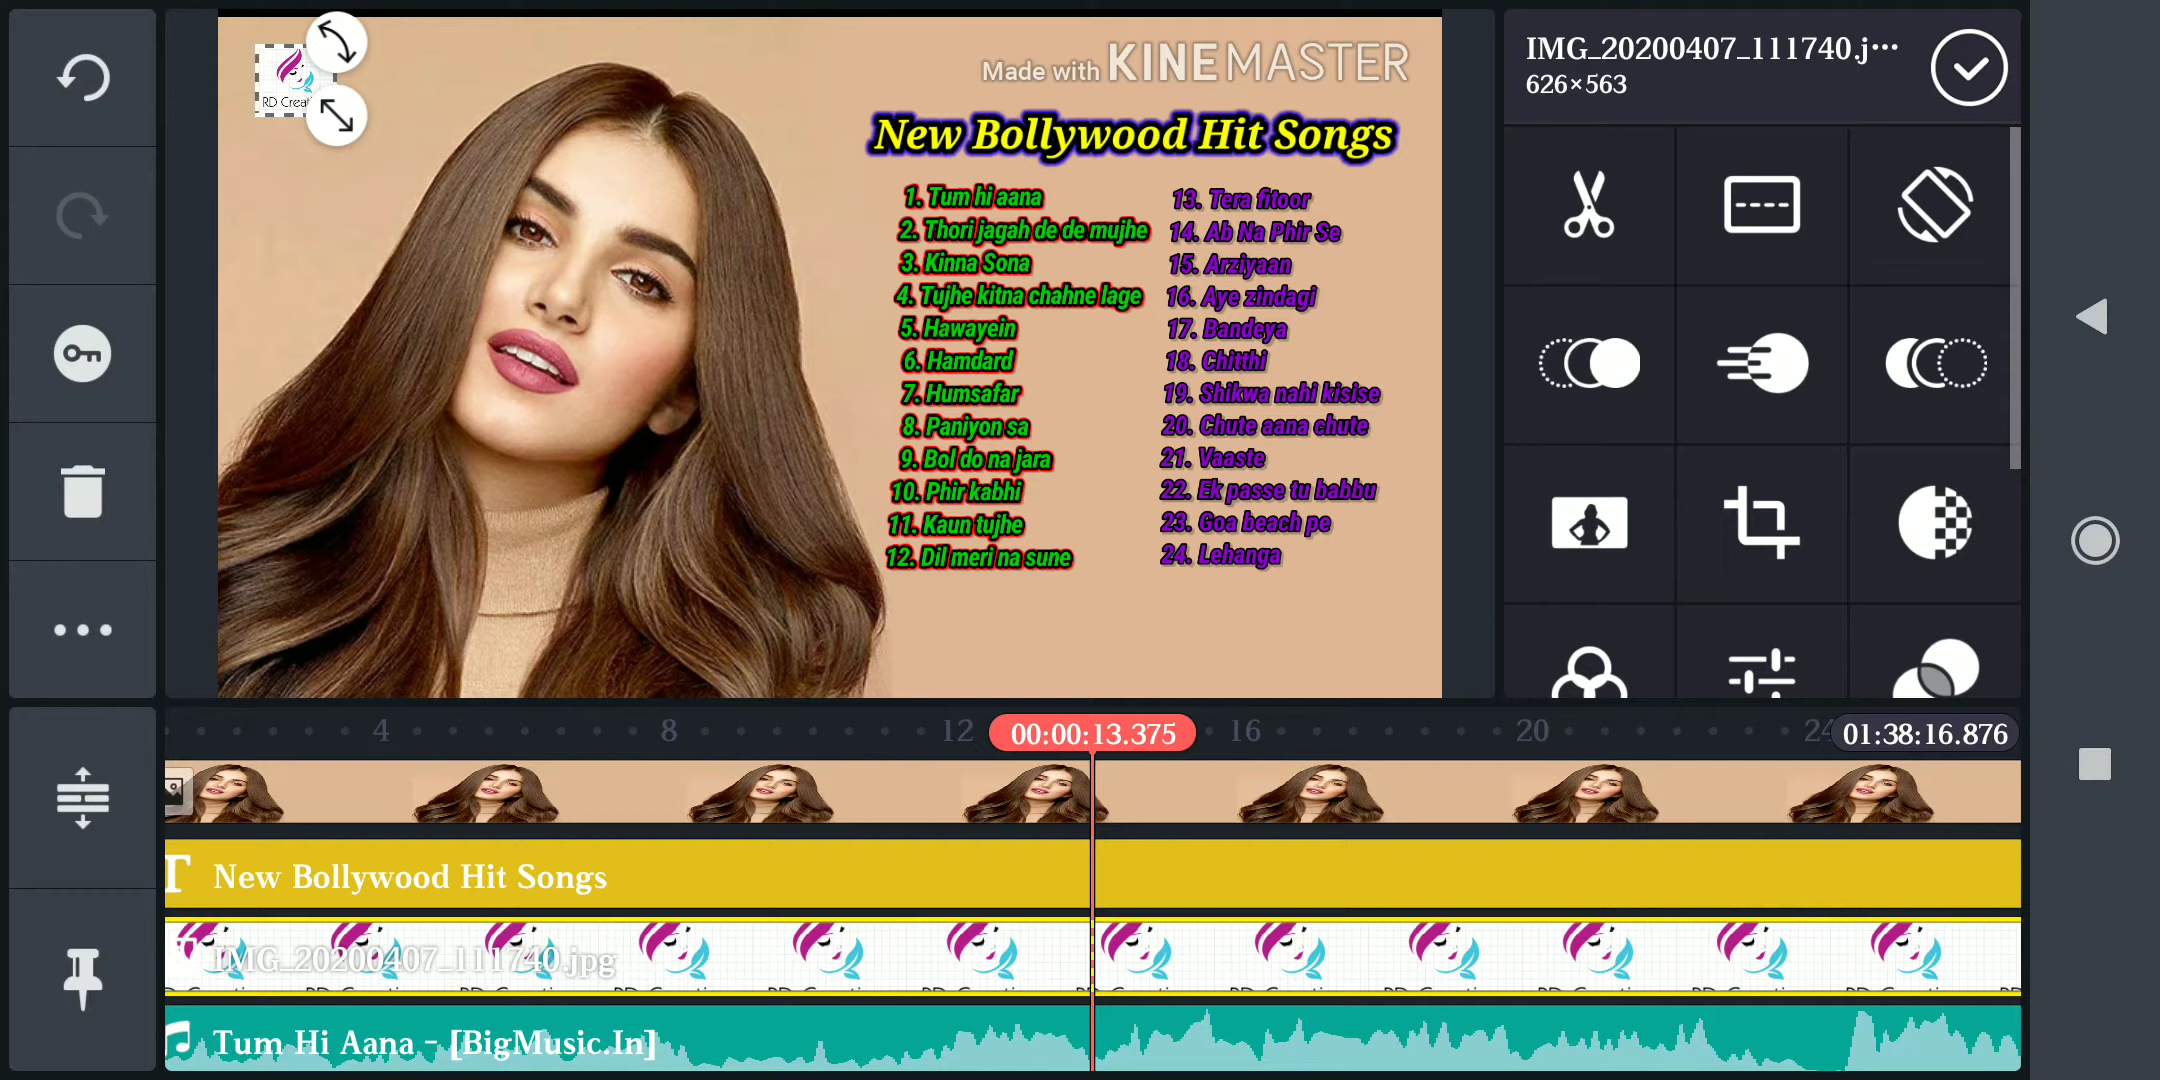 IMG_20200407_111740.j...
626×563
Made with KINEMASTER
New Bollywood Hit Songs
1. Tum hi aana
2. Thori jagah de de mujhe
3. Kinna Sona
4. Tujhe kitna chahne lage
5. Hawayein
6. Hamdard
7. Humsafar
8. Paniyon sa
9. Bol do na jara
10. Phir kabhi
11. Kaun tujhe
12. Dil meri na sune
13. Tera fitoor
14. Ab Na Phir Se
15. Arziyaan
16. Aye zindagi
17. Bandeya
18. Chitthi
19. Shikwa nahi kisise
20. Chute aana chute
21. Vaaste
22. Ek passe tu babbu
23. Goa beach pe
24. Lehanga
4 8 12 00:00:13.375 16 20 24 01:38:16.876
New Bollywood Hit Songs
IMG_20200407_111740.jpg
Tum Hi Aana - [BigMusic.In]